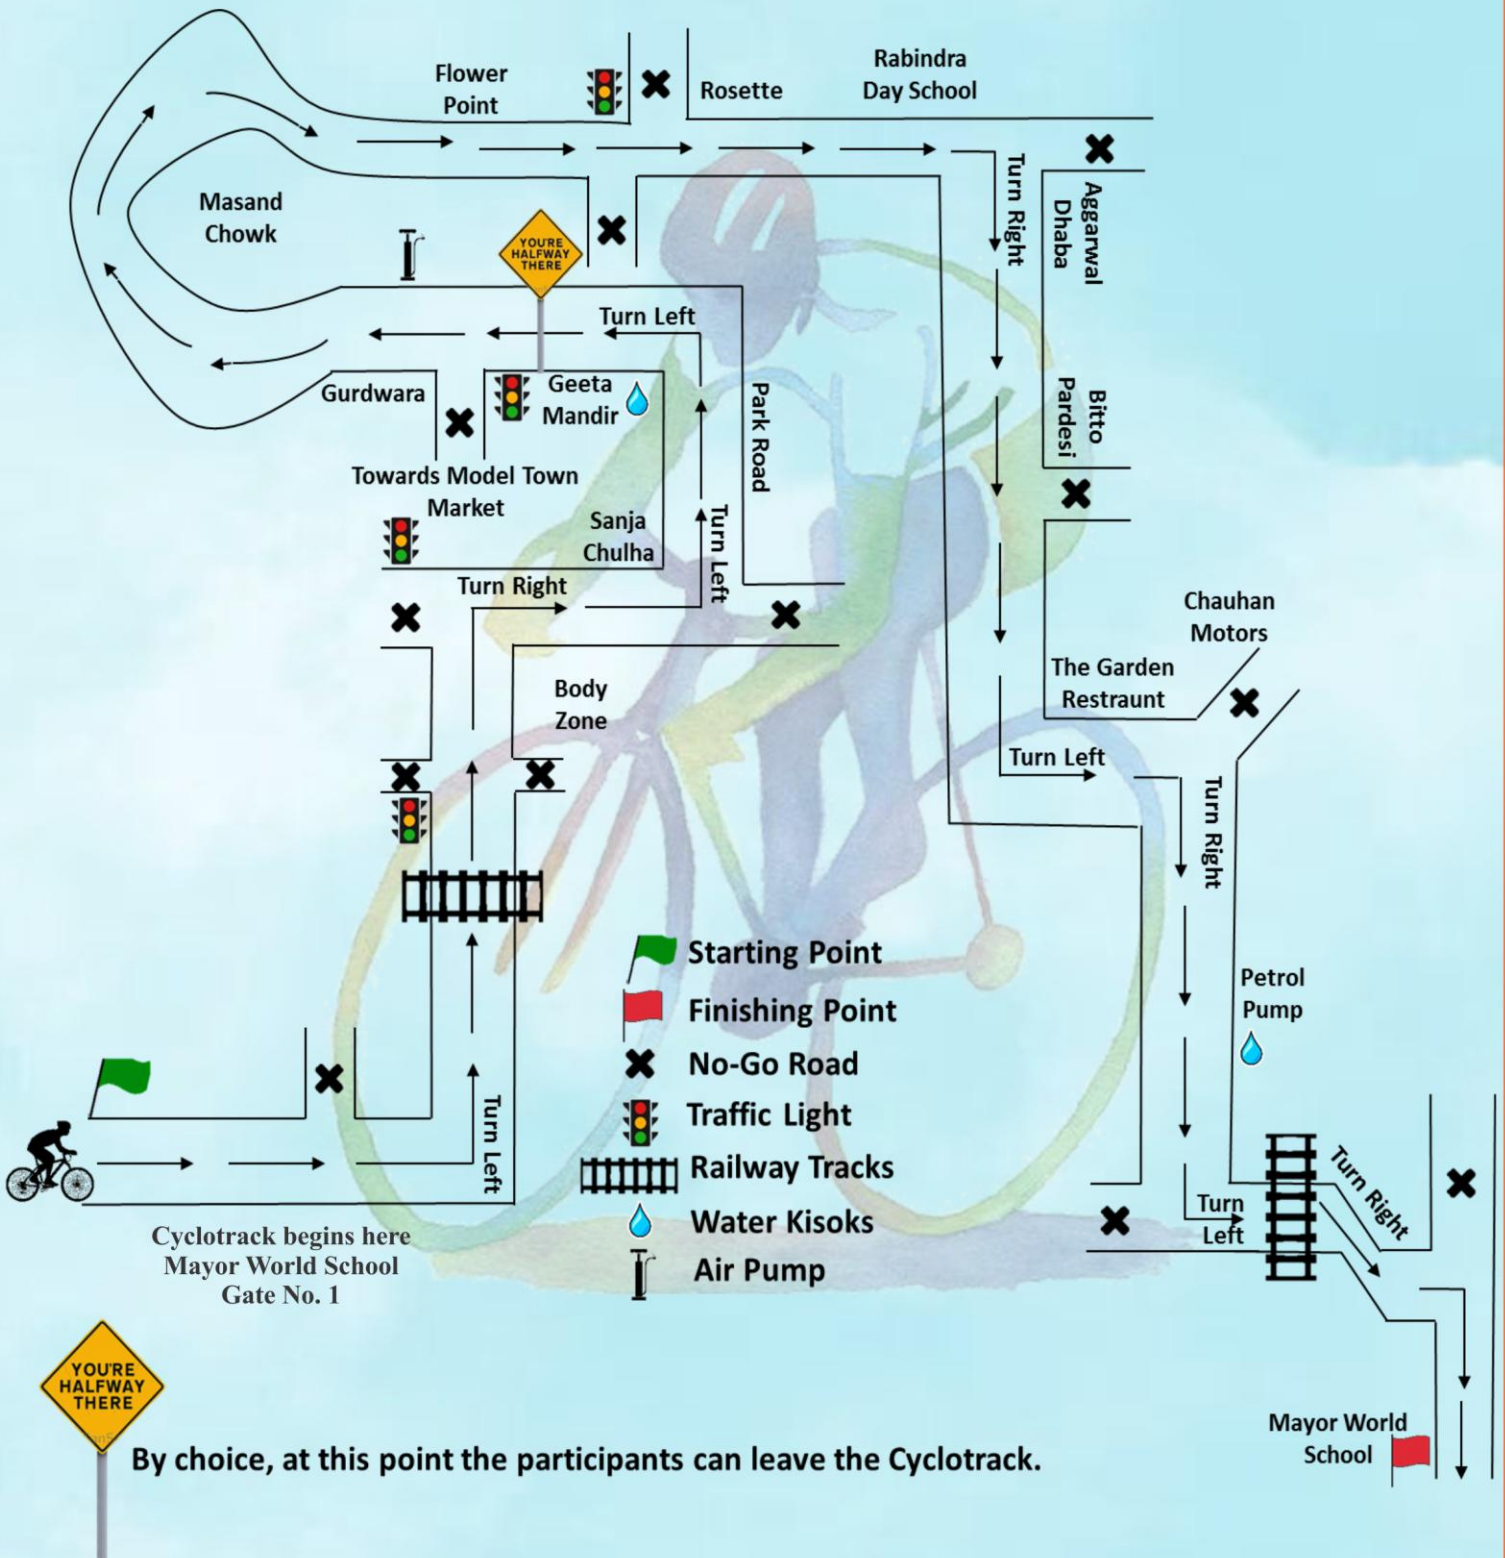 Flower
Point
Rosette
Rabindra
Day School
Turn Right
Aggarwal
Dhaba
Masand
Chowk
YOU'RE
HALFWAY
THERE
Turn Left
Gurdwara
Geeta
Mandir
Park Road
Bitto
Pardesi
Towards Model Town
Market
Sanja
Chulha
Turn Left
Turn Right
Chauhan
Motors
The Garden
Restraunt
Body
Zone
Turn Left
Turn Right
Petrol
Pump
Starting Point
Finishing Point
No-Go Road
Traffic Light
Railway Tracks
Water Kisoks
Air Pump
Turn Left
Turn
Left
Turn Right
Cyclotrack begins here
Mayor World School
Gate No. 1
YOU'RE
HALFWAY
THERE
By choice, at this point the participants can leave the Cyclotrack.
Mayor World
School